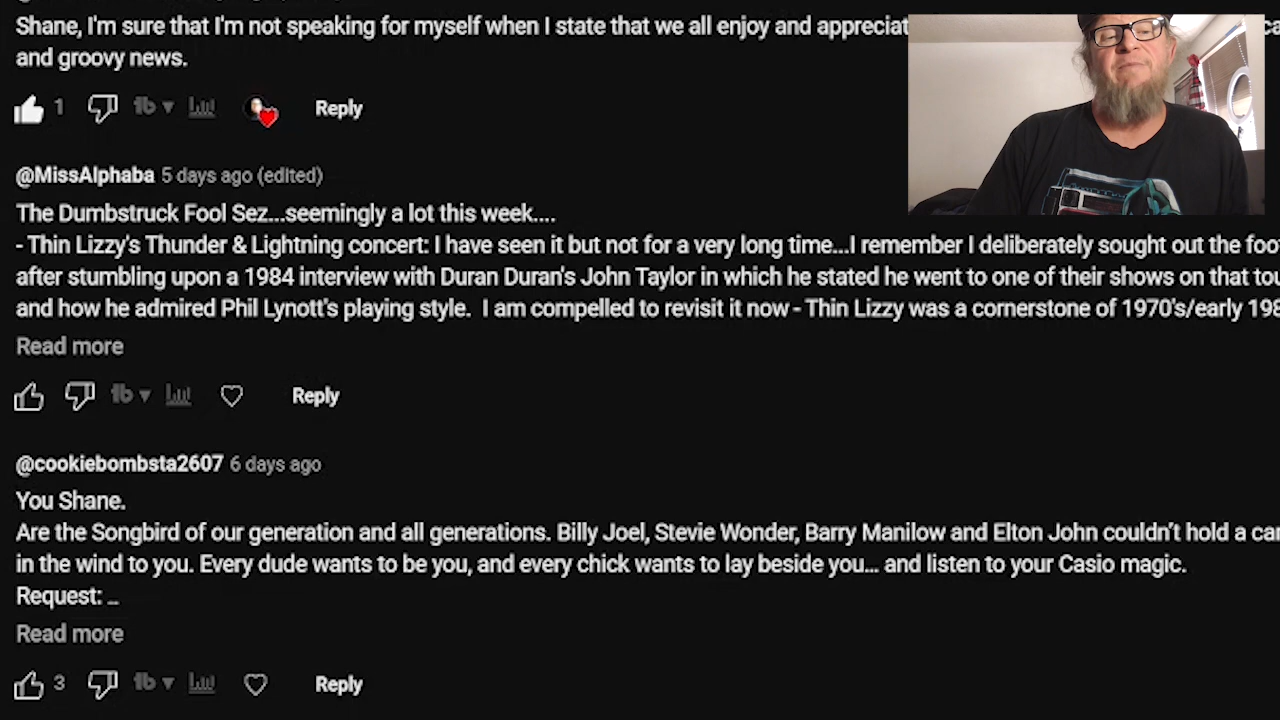 Shane, I'm sure that I'm not speaking for myself when I state that we all enjoy and appreciat
and groovy news.
1 Reply
@MissAlphaba 5 days ago (edited)
The Dumbstruck Fool Sez...seemingly a lot this week....
- Thin Lizzy's Thunder & Lightning concert: I have seen it but not for a very long time...I remember I deliberately sought out the foo
after stumbling upon a 1984 interview with Duran Duran's John Taylor in which he stated he went to one of their shows on that tou
and how he admired Phil Lynott's playing style. I am compelled to revisit it now - Thin Lizzy was a cornerstone of 1970's/early 198
Read more
Reply
@cookiebombsta2607 6 days ago
You Shane.
Are the Songbird of our generation and all generations. Billy Joel, Stevie Wonder, Barry Manilow and Elton John couldn't hold a ca
in the wind to you. Every dude wants to be you, and every chick wants to lay beside you... and listen to your Casio magic.
Request: ...
Read more
3 Reply